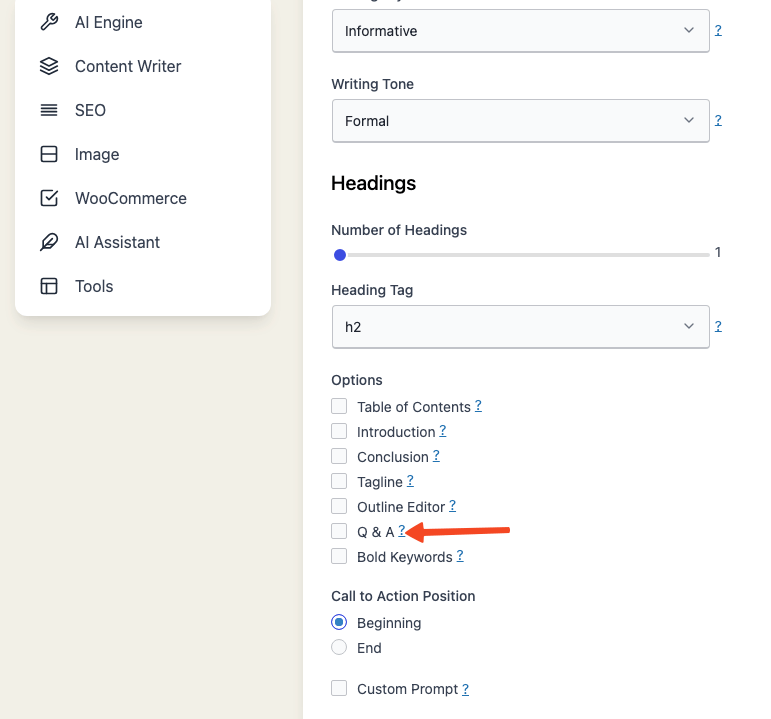 AI Engine
Content Writer
SEO
Image
WooCommerce
AI Assistant
Tools
Informative
?
Writing Tone
Formal
?
Headings
Number of Headings
1
Heading Tag
h2
?
Options
Table of Contents ?
Introduction ?
Conclusion ?
Tagline ?
Outline Editor ?
Q & A ?
Bold Keywords ?
Call to Action Position
Beginning
End
Custom Prompt ?